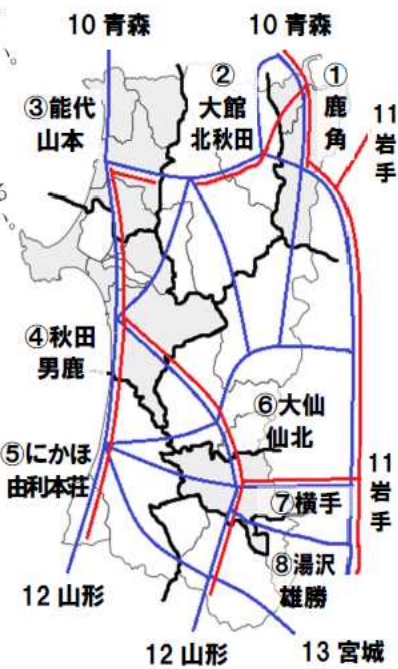 10 青森
10 青森
い。
②
大館
北秋田
①
鹿
角
③能代
山本
11
岩
手
る
い。
④秋田
男鹿
⑥大仙
仙北
⑤にかほ
由利本荘
11
岩
手
⑦横手
⑧湯沢
雄勝
12 山形
12 山形
13 宮城